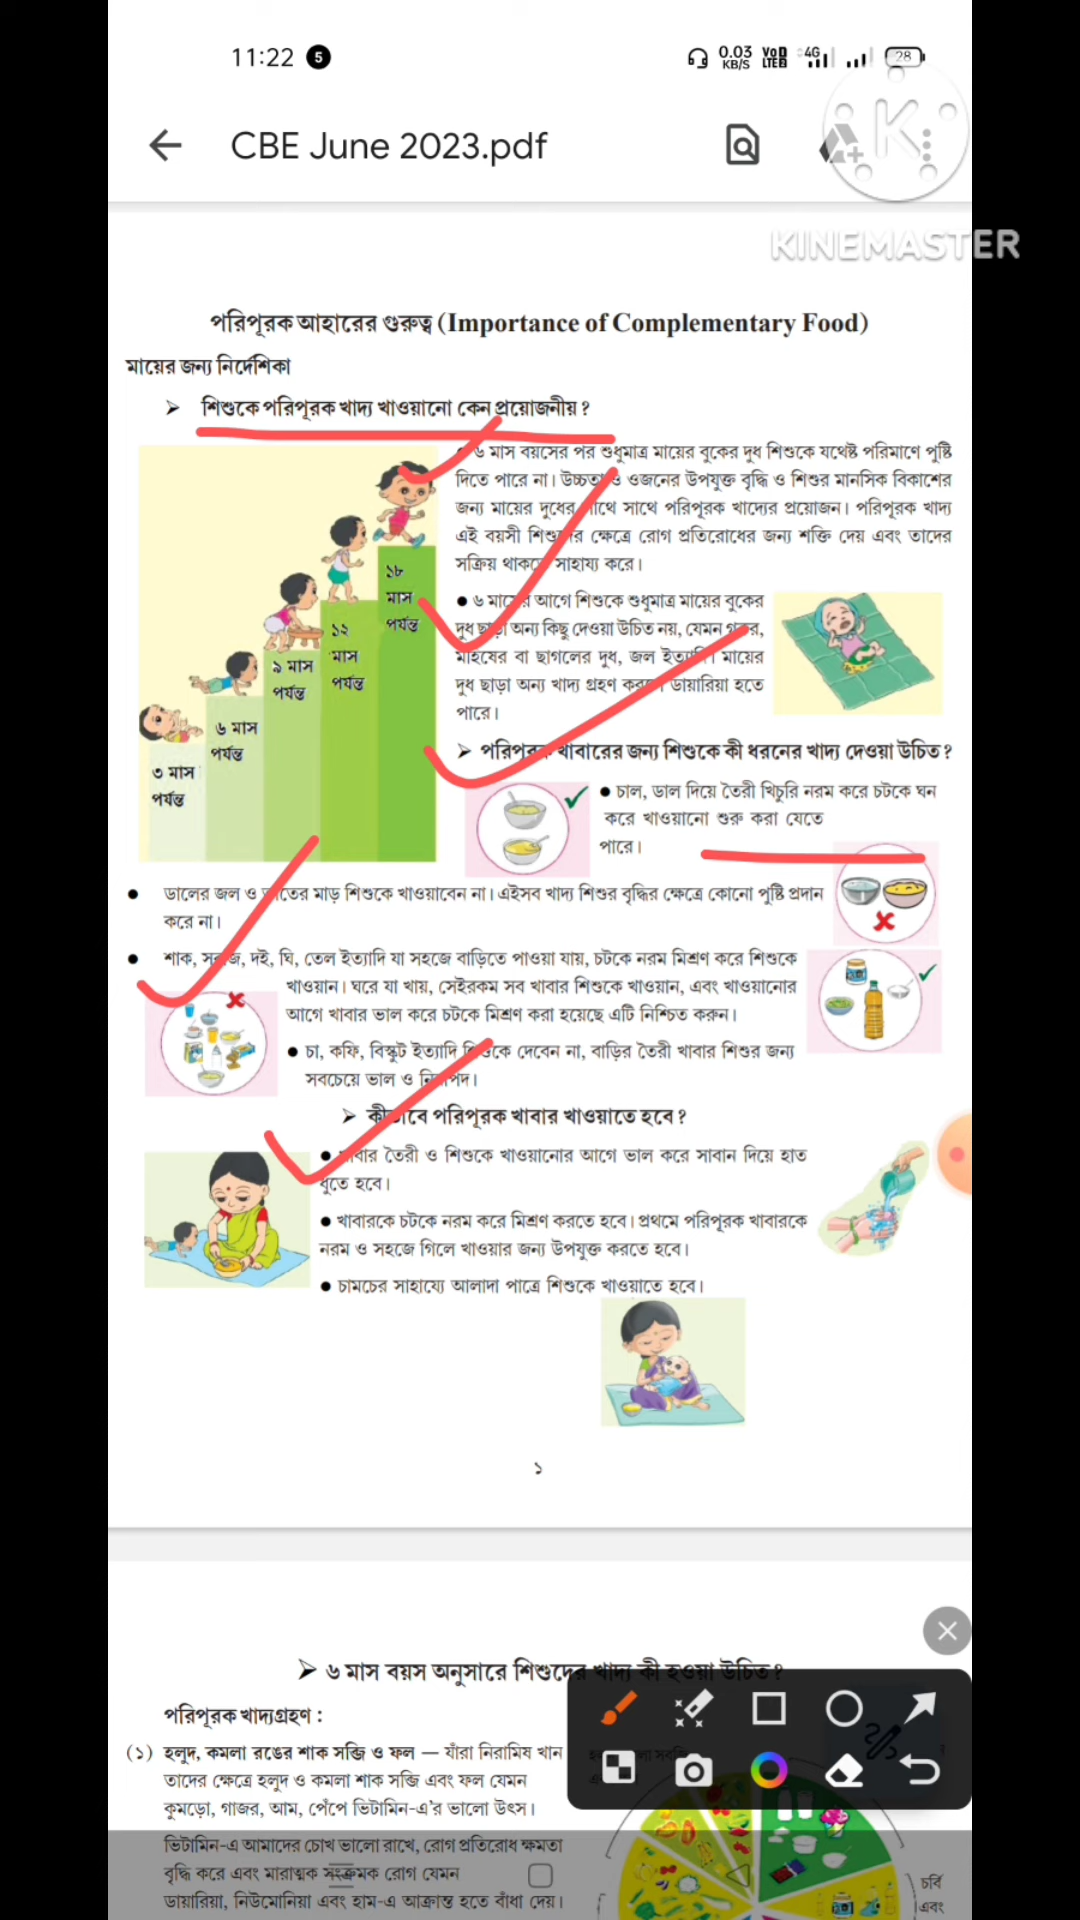 11:22 5
0.03 KB/S
VoD LTE2 4G 28
CBE June 2023.pdf
KINEMASTER
পরিপূরক আহারের গুরুত্ব (Importance of Complementary Food)
মায়ের জন্য নির্দেশিকা
➤ শিশুকে পরিপূরক খাদ্য খাওয়ানো কেন প্রয়োজনীয় ?
৬ মাস বয়সের পর শুধুমাত্র মায়ের বুকের দুধ শিশুকে যথেষ্ট পরিমাণে পুষ্টি
দিতে পারে না। উচ্চতা ও ওজনের উপযুক্ত বৃদ্ধি ও শিশুর মানসিক বিকাশের
জন্য মায়ের দুধের সাথে সাথে পরিপূরক খাদ্যের প্রয়োজন। পরিপূরক খাদ্য
এই বয়সী শিশুদের ক্ষেত্রে রোগ প্রতিরোধের জন্য শক্তি দেয় এবং তাদের
সক্রিয় থাকতে সাহায্য করে।
● ৬ মাসের আগে শিশুকে শুধুমাত্র মায়ের বুকের
দুধ ছাড়া অন্য কিছু দেওয়া উচিত নয়, যেমন গরুর,
মহিষের বা ছাগলের দুধ, জল ইত্যাদি। মায়ের
দুধ ছাড়া অন্য খাদ্য গ্রহণ করলে ডায়ারিয়া হতে
পারে।
১৮ মাস পর্যন্ত
১২ মাস পর্যন্ত
৯ মাস পর্যন্ত
৬ মাস পর্যন্ত
৩ মাস পর্যন্ত
➤ পরিপূরক খাবারের জন্য শিশুকে কী ধরনের খাদ্য দেওয়া উচিত ?
● চাল, ডাল দিয়ে তৈরী খিচুরি নরম করে চটকে ঘন
করে খাওয়ানো শুরু করা যেতে
পারে।
● ডালের জল ও ভাতের মাড় শিশুকে খাওয়াবেন না। এইসব খাদ্য শিশুর বৃদ্ধির ক্ষেত্রে কোনো পুষ্টি প্রদান
করে না।
● শাক, সবজি, দই, ঘি, তেল ইত্যাদি যা সহজে বাড়িতে পাওয়া যায়, চটকে নরম মিশ্রণ করে শিশুকে
খাওয়ান। ঘরে যা খায়, সেইরকম সব খাবার শিশুকে খাওয়ান, এবং খাওয়ানোর
আগে খাবার ভাল করে চটকে মিশ্রণ করা হয়েছে এটি নিশ্চিত করুন।
● চা, কফি, বিস্কুট ইত্যাদি শিশুকে দেবেন না, বাড়ির তৈরী খাবার শিশুর জন্য
সবচেয়ে ভাল ও নিরাপদ।
➤ কীভাবে পরিপূরক খাবার খাওয়াতে হবে ?
● খাবার তৈরী ও শিশুকে খাওয়ানোর আগে ভাল করে সাবান দিয়ে হাত
ধুতে হবে।
● খাবারকে চটকে নরম করে মিশ্রণ করতে হবে। প্রথমে পরিপূরক খাবারকে
নরম ও সহজে গিলে খাওয়ার জন্য উপযুক্ত করতে হবে।
● চামচের সাহায্যে আলাদা পাত্রে শিশুকে খাওয়াতে হবে।
১
➤ ৬ মাস বয়স অনুসারে শিশুদের খাদ্য কী হওয়া উচিত ?
পরিপূরক খাদ্যগ্রহণ :
(১) হলুদ, কমলা রঙের শাক সব্জি ও ফল — যাঁরা নিরামিষ খান
তাদের ক্ষেত্রে হলুদ ও কমলা শাক সব্জি এবং ফল যেমন
কুমড়ো, গাজর, আম, পেঁপে ভিটামিন-এ'র ভালো উৎস।
ভিটামিন-এ আমাদের চোখ ভালো রাখে, রোগ প্রতিরোধ ক্ষমতা
বৃদ্ধি করে এবং মারাত্মক সংক্রমক রোগ যেমন
ডায়ারিয়া, নিউমোনিয়া এবং হাম-এ আক্রান্ত হতে বাঁধা দেয়।
চর্বি
এবং